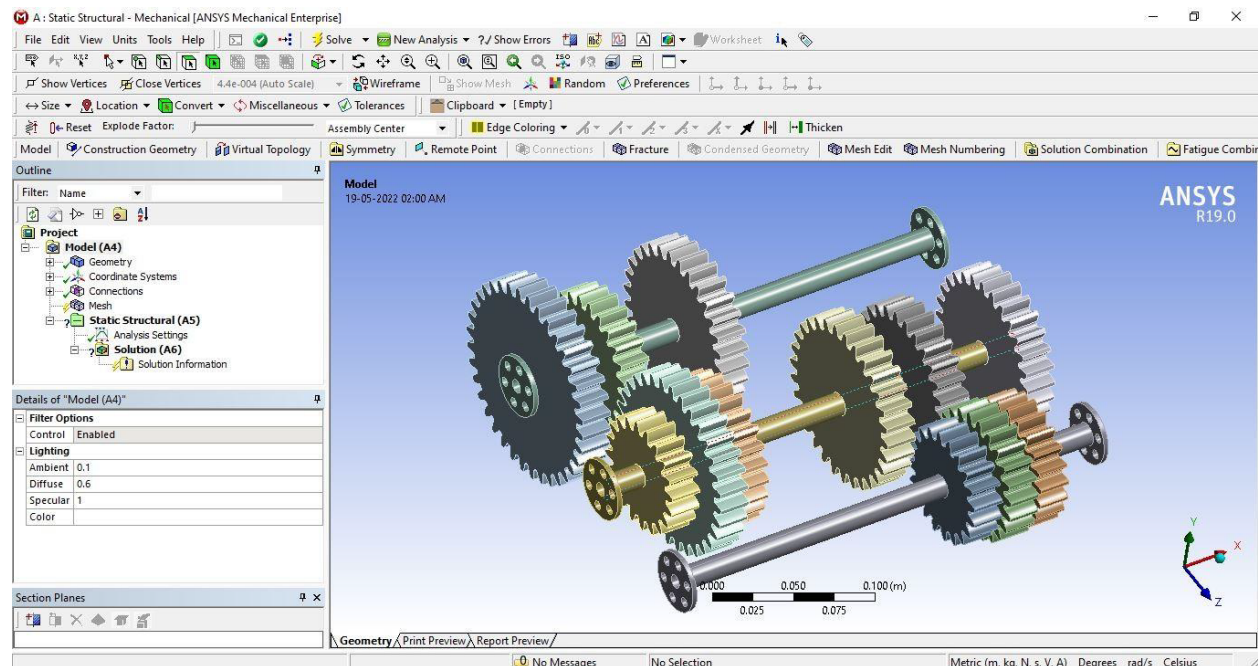 A : Static Structural - Mechanical [ANSYS Mechanical Enterprise]
File Edit View Units Tools Help Solve New Analysis ?/ Show Errors Worksheet
Show Vertices Close Vertices 4.4e-004 (Auto Scale) Wireframe Show Mesh Random Preferences
Size Location Convert Miscellaneous Tolerances Clipboard [Empty]
Reset Explode Factor: Assembly Center Edge Coloring Thicken
Model Construction Geometry Virtual Topology Symmetry Remote Point Connections Fracture Condensed Geometry Mesh Edit Mesh Numbering Solution Combination Fatigue Combin
Outline
Filter: Name
Project
Model (A4)
Geometry
Coordinate Systems
Connections
Mesh
Static Structural (A5)
Analysis Settings
Solution (A6)
Solution Information
Details of "Model (A4)"
Filter Options
Control Enabled
Lighting
Ambient 0.1
Diffuse 0.6
Specular 1
Color
Section Planes
Model
19-05-2022 02:00 AM
ANSYS
R19.0
0.000 0.050 0.100 (m)
0.025 0.075
Y
X
Z
Geometry Print Preview Report Preview
No Messages No Selection Metric (m, kg, N, s, V, A) Degrees rad/s Celsius